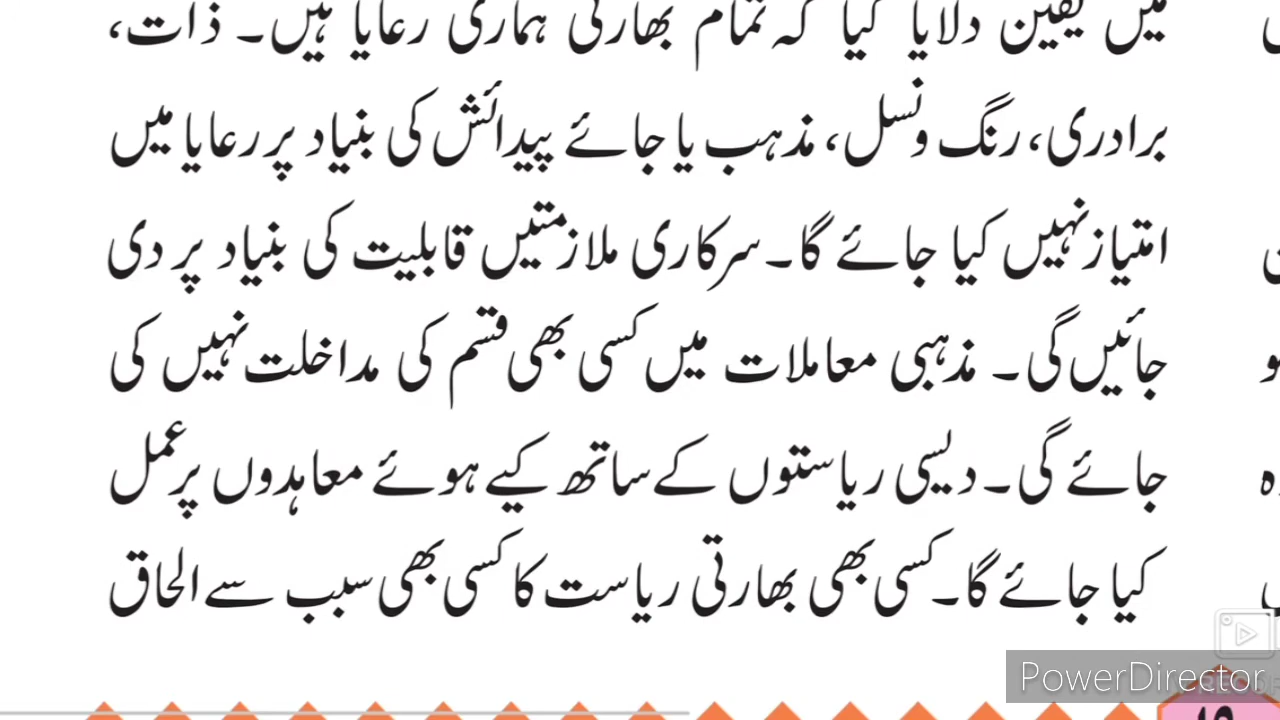 میں یقین دلایا گیا کہ تمام بھارتی ہماری رعایا ہیں۔ ذات،
برادری، رنگ و نسل، مذہب یا جائے پیدائش کی بنیاد پر رعایا میں
امتیاز نہیں کیا جائے گا۔ سرکاری ملازمتیں قابلیت کی بنیاد پر دی
جائیں گی۔ مذہبی معاملات میں کسی بھی قسم کی مداخلت نہیں کی
جائے گی۔ دیسی ریاستوں کے ساتھ کیے ہوئے معاہدوں پر عمل
کیا جائے گا۔ کسی بھی بھارتی ریاست کا کسی بھی سبب سے الحاق
PowerDirector